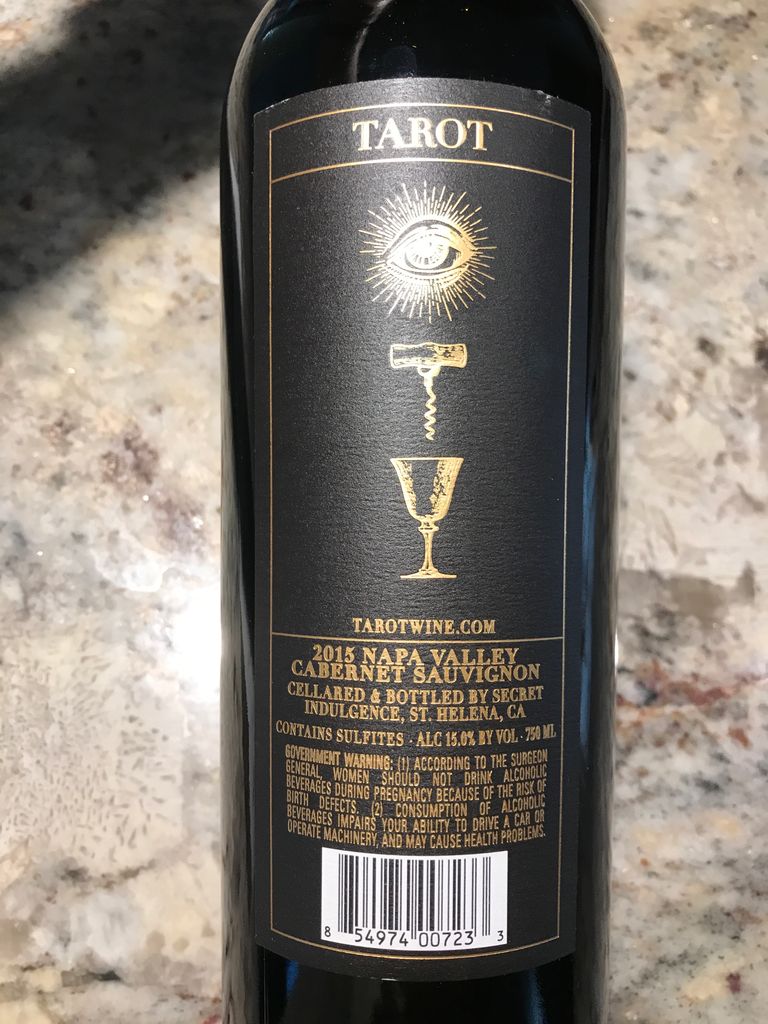 TAROT
TAROTWINE.COM
2015 NAPA VALLEY
CABERNET SAUVIGNON
CELLARED & BOTTLED BY SECRET
INDULGENCE, ST. HELENA, CA
CONTAINS SULFITES · ALC 15.0% BY VOL · 750 ML
GOVERNMENT WARNING: (1) ACCORDING TO THE SURGEON
GENERAL, WOMEN SHOULD NOT DRINK ALCOHOLIC
BEVERAGES DURING PREGNANCY BECAUSE OF THE RISK OF
BIRTH DEFECTS. (2) CONSUMPTION OF ALCOHOLIC
BEVERAGES IMPAIRS YOUR ABILITY TO DRIVE A CAR OR
OPERATE MACHINERY, AND MAY CAUSE HEALTH PROBLEMS.
8 54974 00723 3